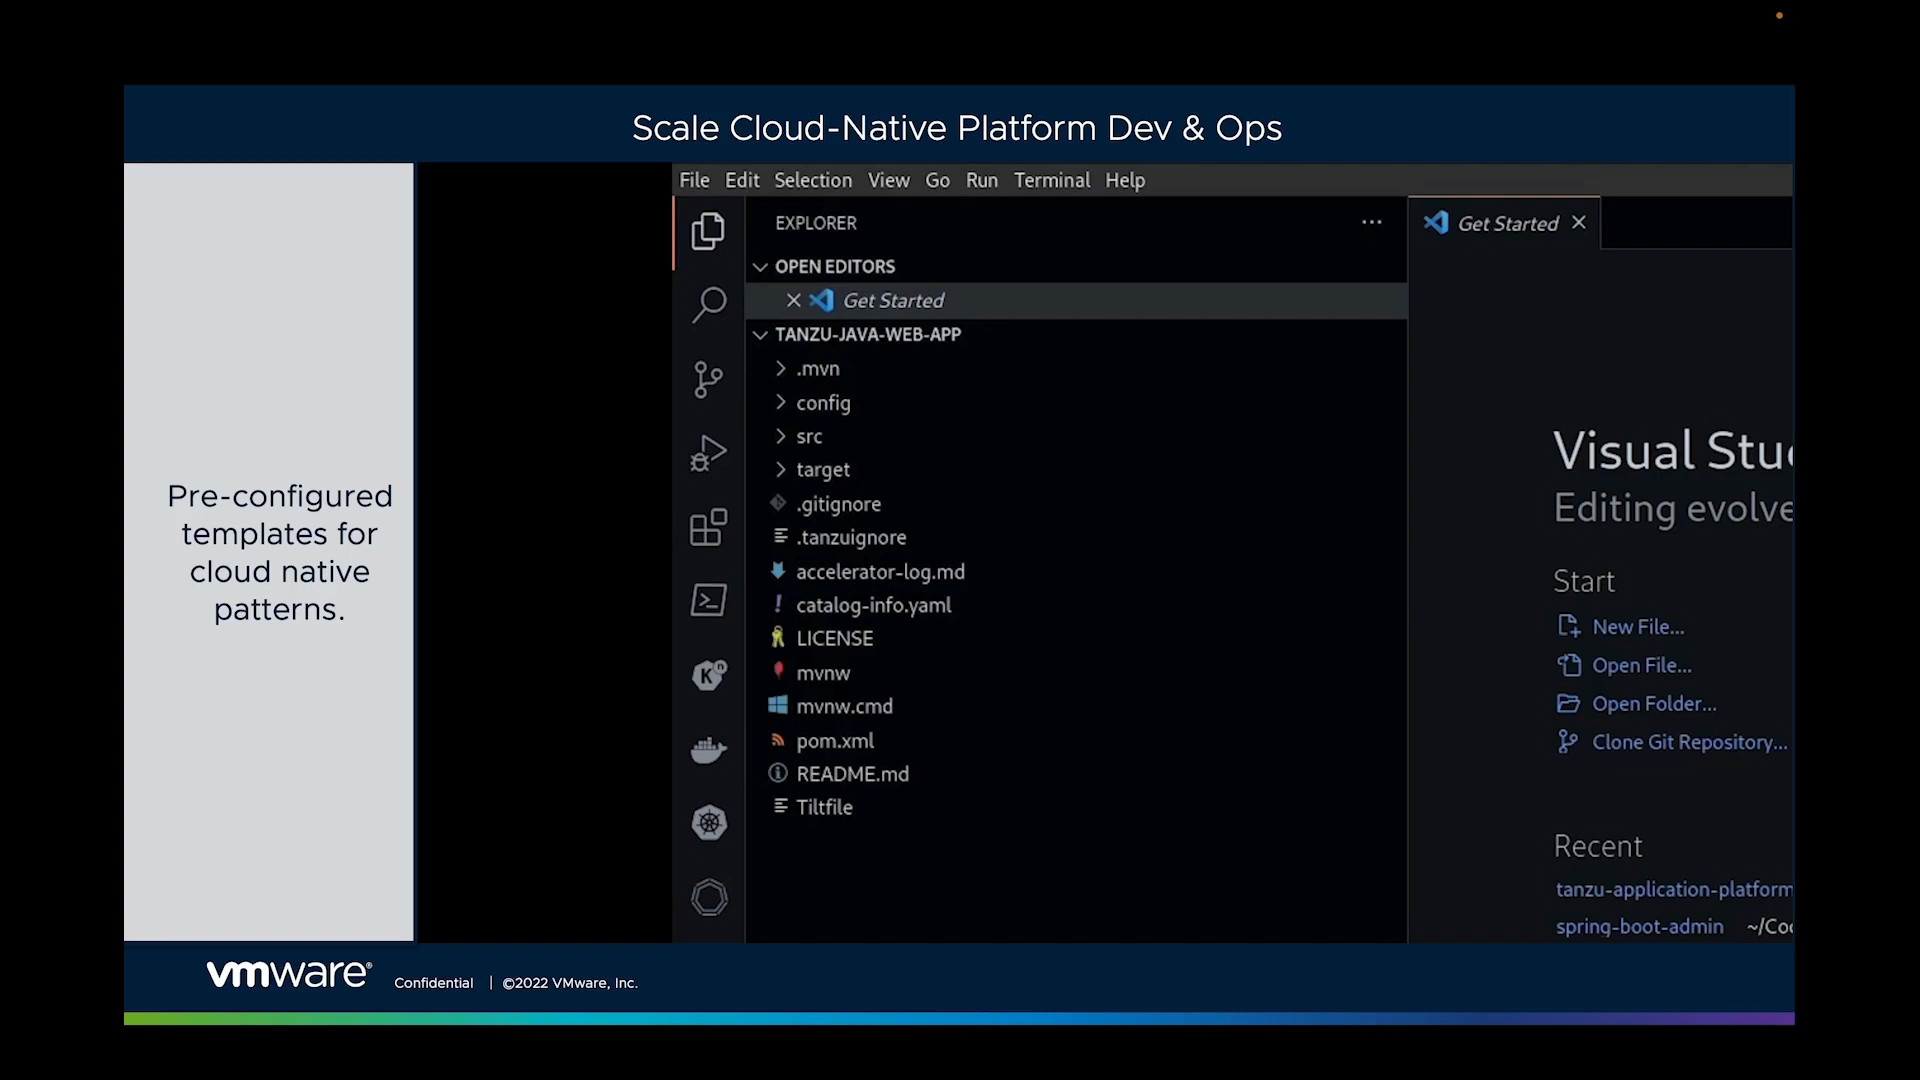 Scale Cloud-Native Platform Dev & Ops
Pre-configured
templates for
cloud native
patterns.
File Edit Selection View Go Run Terminal Help
EXPLORER
OPEN EDITORS
Get Started
TANZU-JAVA-WEB-APP
.mvn
config
src
target
.gitignore
.tanzuignore
accelerator-log.md
catalog-info.yaml
LICENSE
mvnw
mvnw.cmd
pom.xml
README.md
Tiltfile
Get Started
Visual Stu
Editing evolve
Start
New File...
Open File...
Open Folder...
Clone Git Repository...
Recent
tanzu-application-platform
spring-boot-admin ~/Co
vmware® Confidential | ©2022 VMware, Inc.